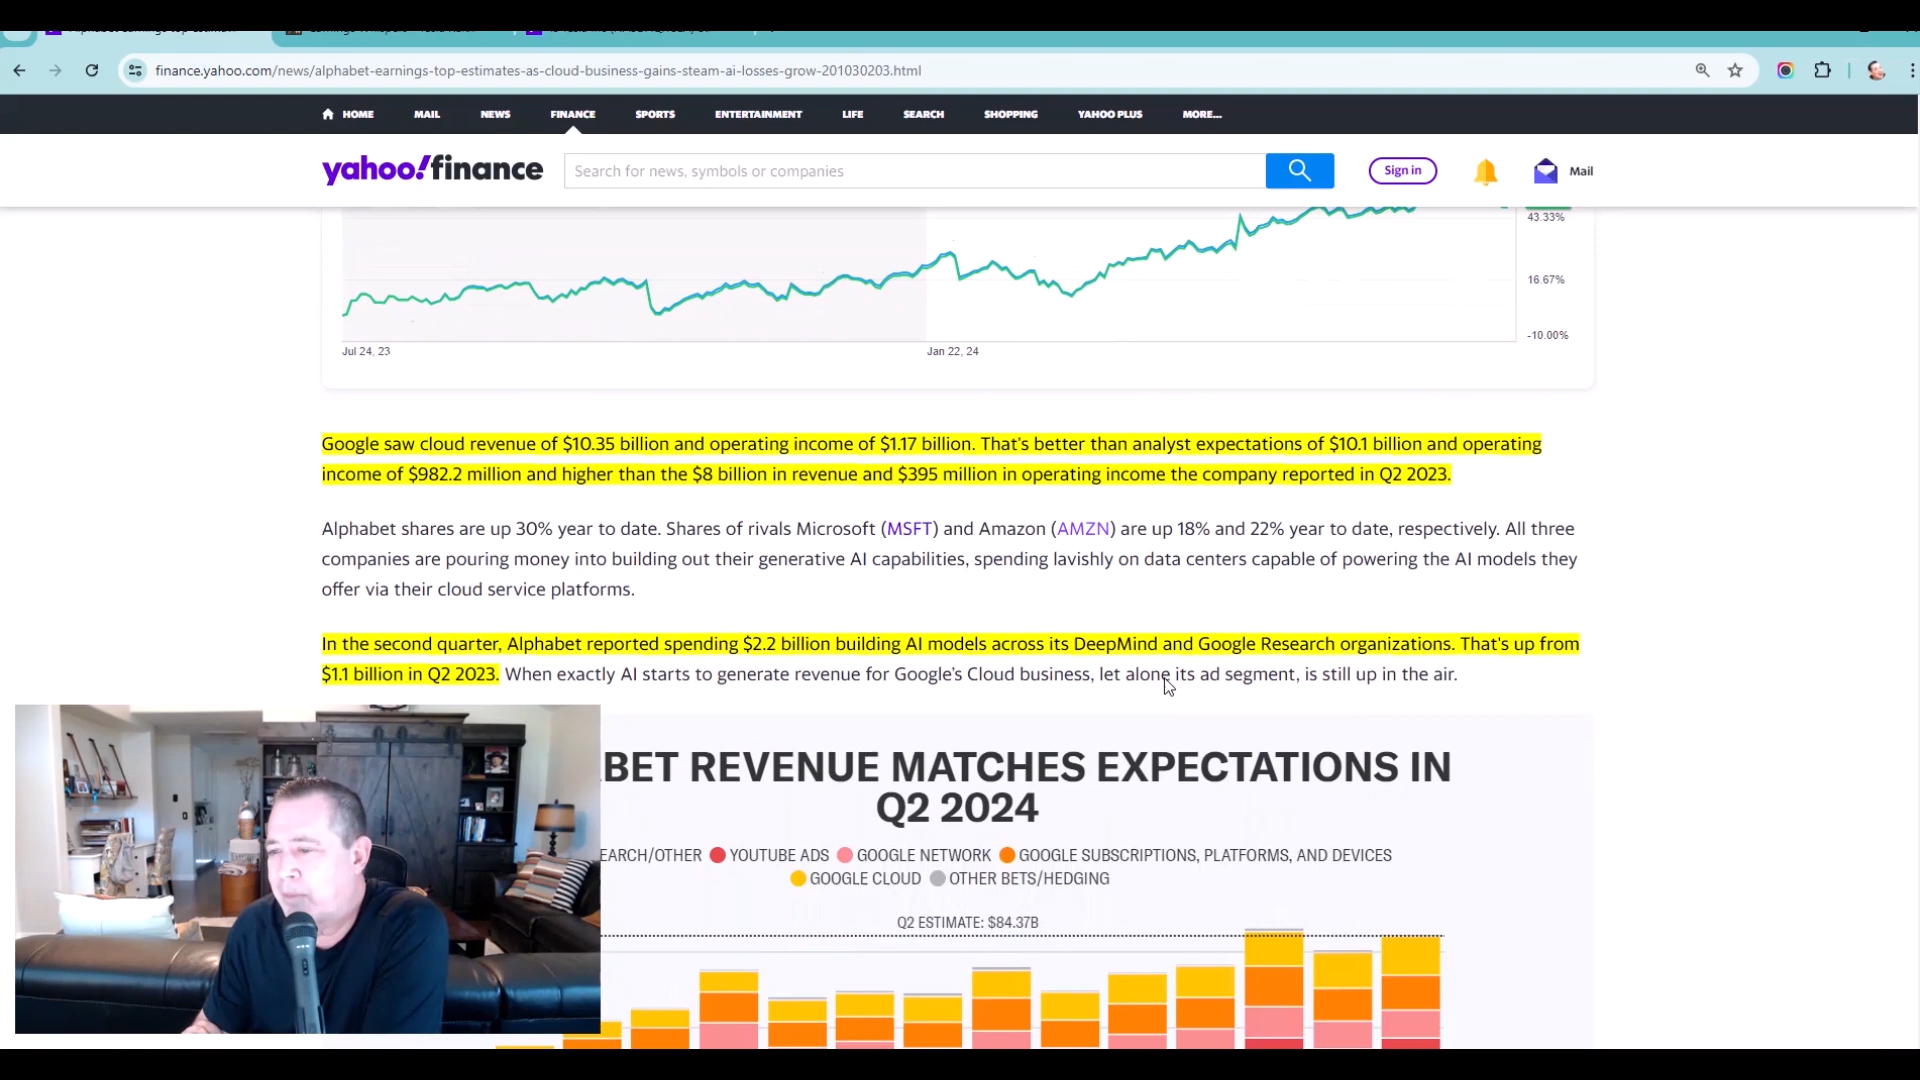 finance.yahoo.com/news/alphabet-earnings-top-estimates-as-cloud-business-gains-steam-ai-losses-grow-201030203.html
HOME MAIL NEWS FINANCE SPORTS ENTERTAINMENT LIFE SEARCH SHOPPING YAHOO PLUS MORE...
yahoo!finance Search for news, symbols or companies Sign in Mail
43.33%
16.67%
-10.00%
Jul 24, 23 Jan 22, 24
Google saw cloud revenue of $10.35 billion and operating income of $1.17 billion. That's better than analyst expectations of $10.1 billion and operating
income of $982.2 million and higher than the $8 billion in revenue and $395 million in operating income the company reported in Q2 2023.
Alphabet shares are up 30% year to date. Shares of rivals Microsoft (MSFT) and Amazon (AMZN) are up 18% and 22% year to date, respectively. All three
companies are pouring money into building out their generative AI capabilities, spending lavishly on data centers capable of powering the AI models they
offer via their cloud service platforms.
In the second quarter, Alphabet reported spending $2.2 billion building AI models across its DeepMind and Google Research organizations. That's up from
$1.1 billion in Q2 2023. When exactly AI starts to generate revenue for Google's Cloud business, let alone its ad segment, is still up in the air.
BET REVENUE MATCHES EXPECTATIONS IN
Q2 2024
EARCH/OTHER YOUTUBE ADS GOOGLE NETWORK GOOGLE SUBSCRIPTIONS, PLATFORMS, AND DEVICES
GOOGLE CLOUD OTHER BETS/HEDGING
Q2 ESTIMATE: $84.37B